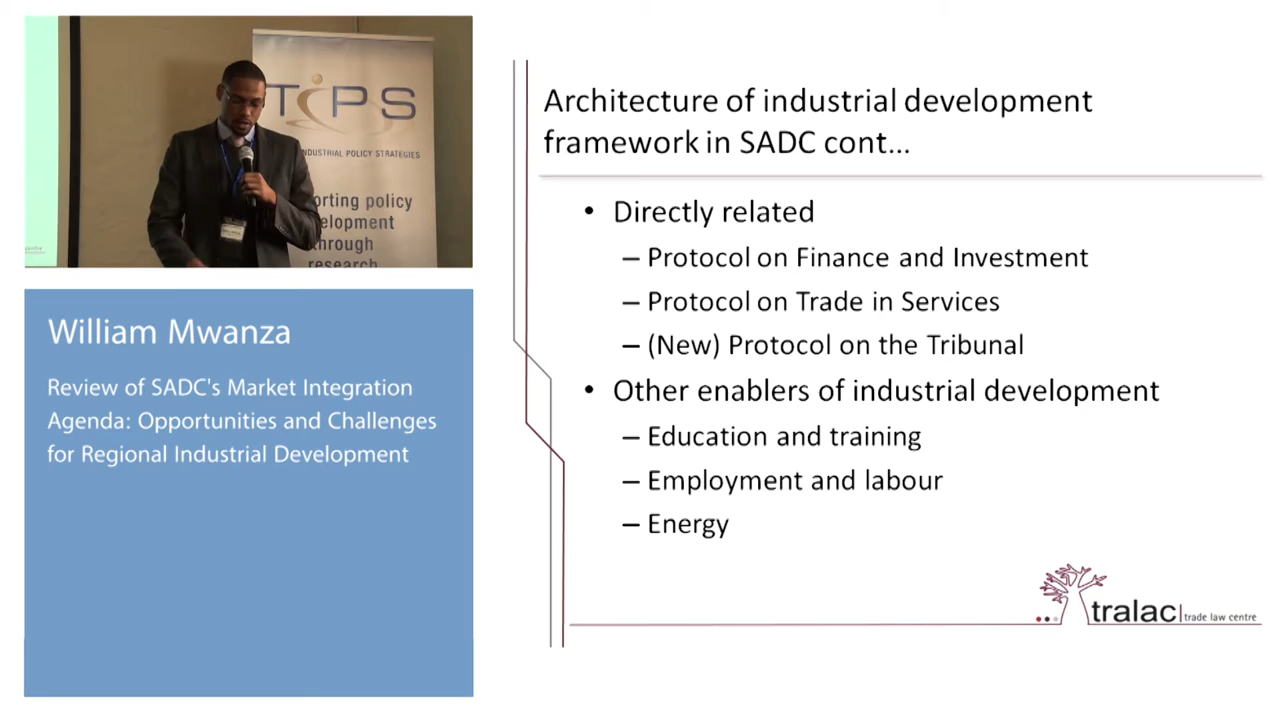 TiPS
INDUSTRIAL POLICY STRATEGIES
orting policy
elopment
through
research
William Mwanza
Review of SADC's Market Integration
Agenda: Opportunities and Challenges
for Regional Industrial Development
Architecture of industrial development
framework in SADC cont...
• Directly related
– Protocol on Finance and Investment
– Protocol on Trade in Services
– (New) Protocol on the Tribunal
• Other enablers of industrial development
– Education and training
– Employment and labour
– Energy
tralac | trade law centre